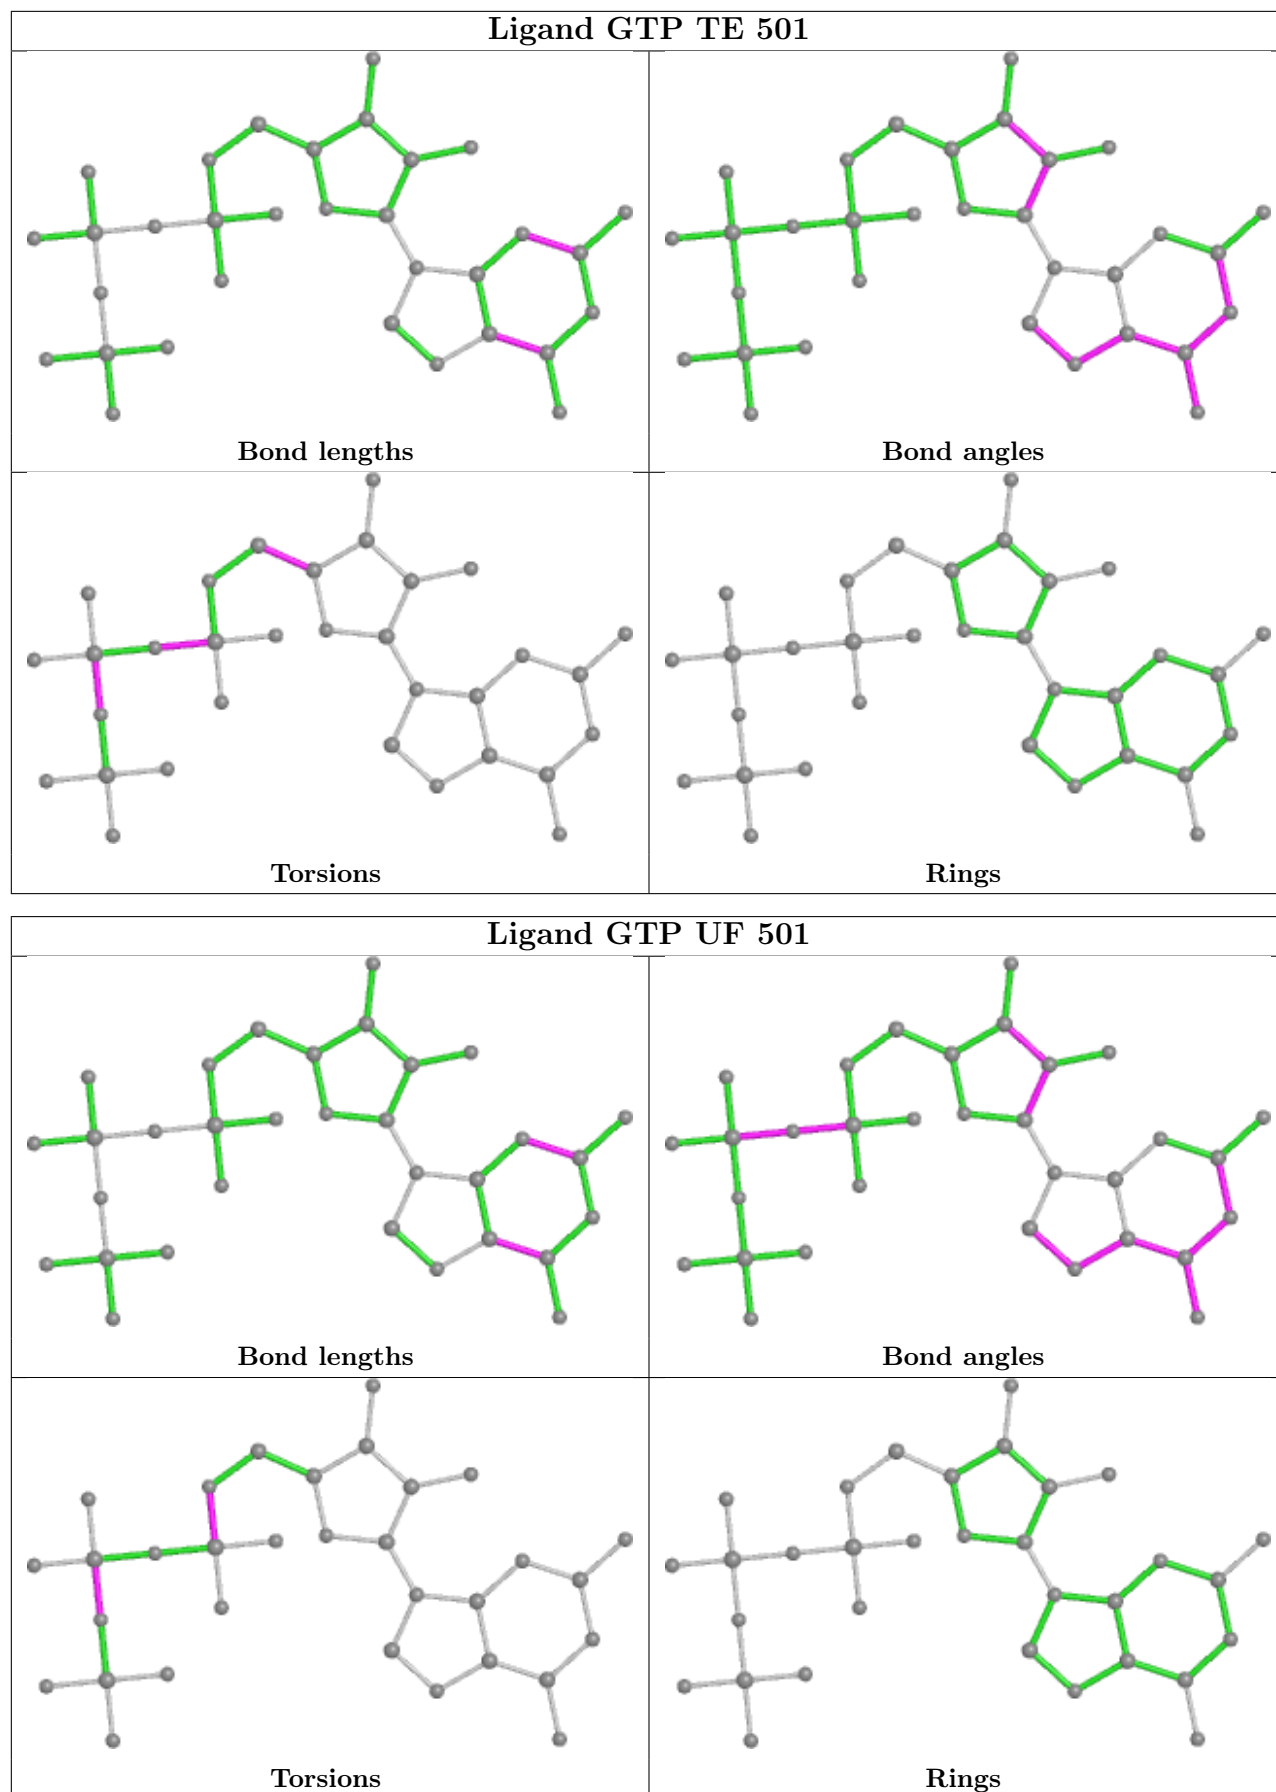 Ligand GTP TE 501
Bond lengths
Bond angles
Torsions
Rings
Ligand GTP UF 501
Bond lengths
Bond angles
Torsions
Rings